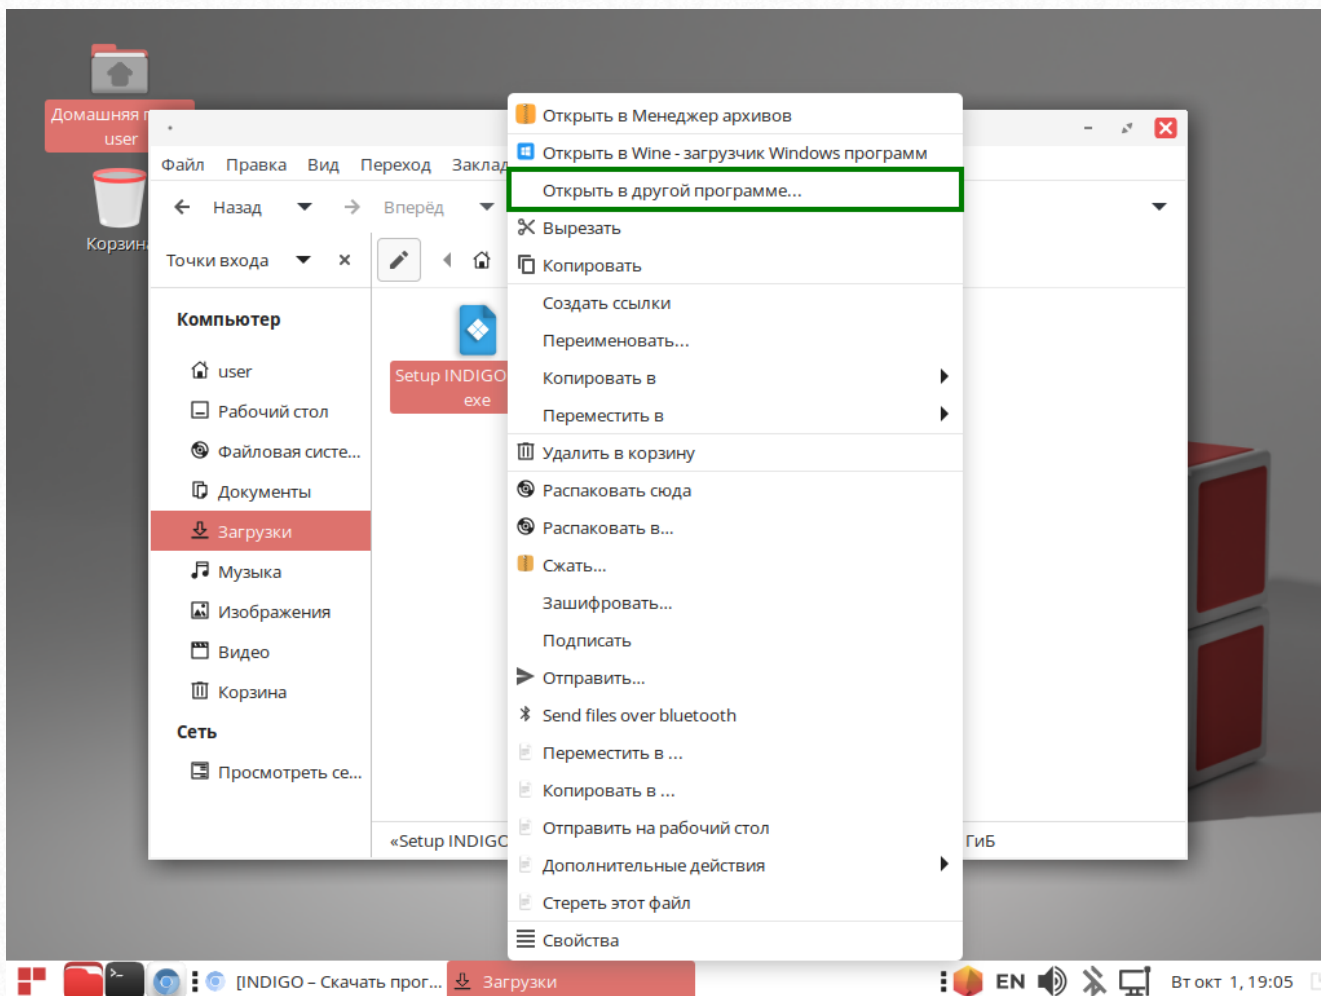 Домашняя
user
Корзин
Файл Правка Вид Переход Заклад
Назад Вперёд
Точки входа
Компьютер
user
Рабочий стол
Файловая систе...
Документы
Загрузки
Музыка
Изображения
Видео
Корзина
Сеть
Просмотреть се...
Setup INDIGO
exe
«Setup INDIGO
ГиБ
Открыть в Менеджер архивов
Открыть в Wine - загрузчик Windows программ
Открыть в другой программе...
Вырезать
Копировать
Создать ссылки
Переименовать...
Копировать в
Переместить в
Удалить в корзину
Распаковать сюда
Распаковать в...
Сжать...
Зашифровать...
Подписать
Отправить...
Send files over bluetooth
Переместить в ...
Копировать в ...
Отправить на рабочий стол
Дополнительные действия
Стереть этот файл
Свойства
[INDIGO – Скачать прог... Загрузки EN Вт окт 1, 19:05